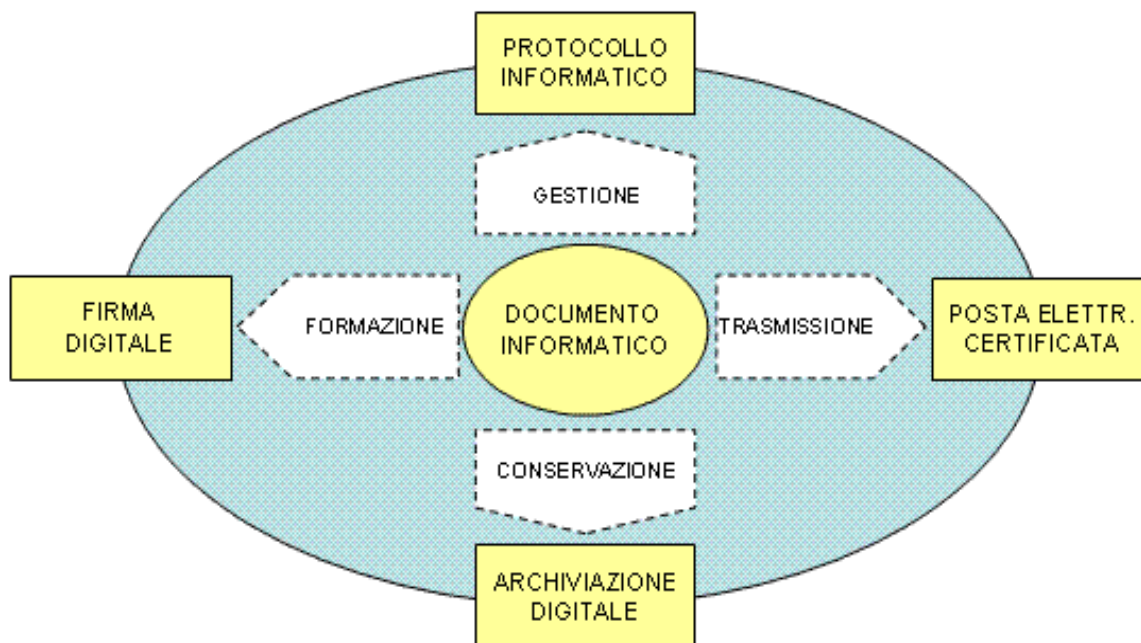 PROTOCOLLO
INFORMATICO
GESTIONE
FIRMA
DIGITALE
FORMAZIONE
DOCUMENTO
INFORMATICO
TRASMISSIONE
POSTA ELETTR.
CERTIFICATA
CONSERVAZIONE
ARCHIVIAZIONE
DIGITALE